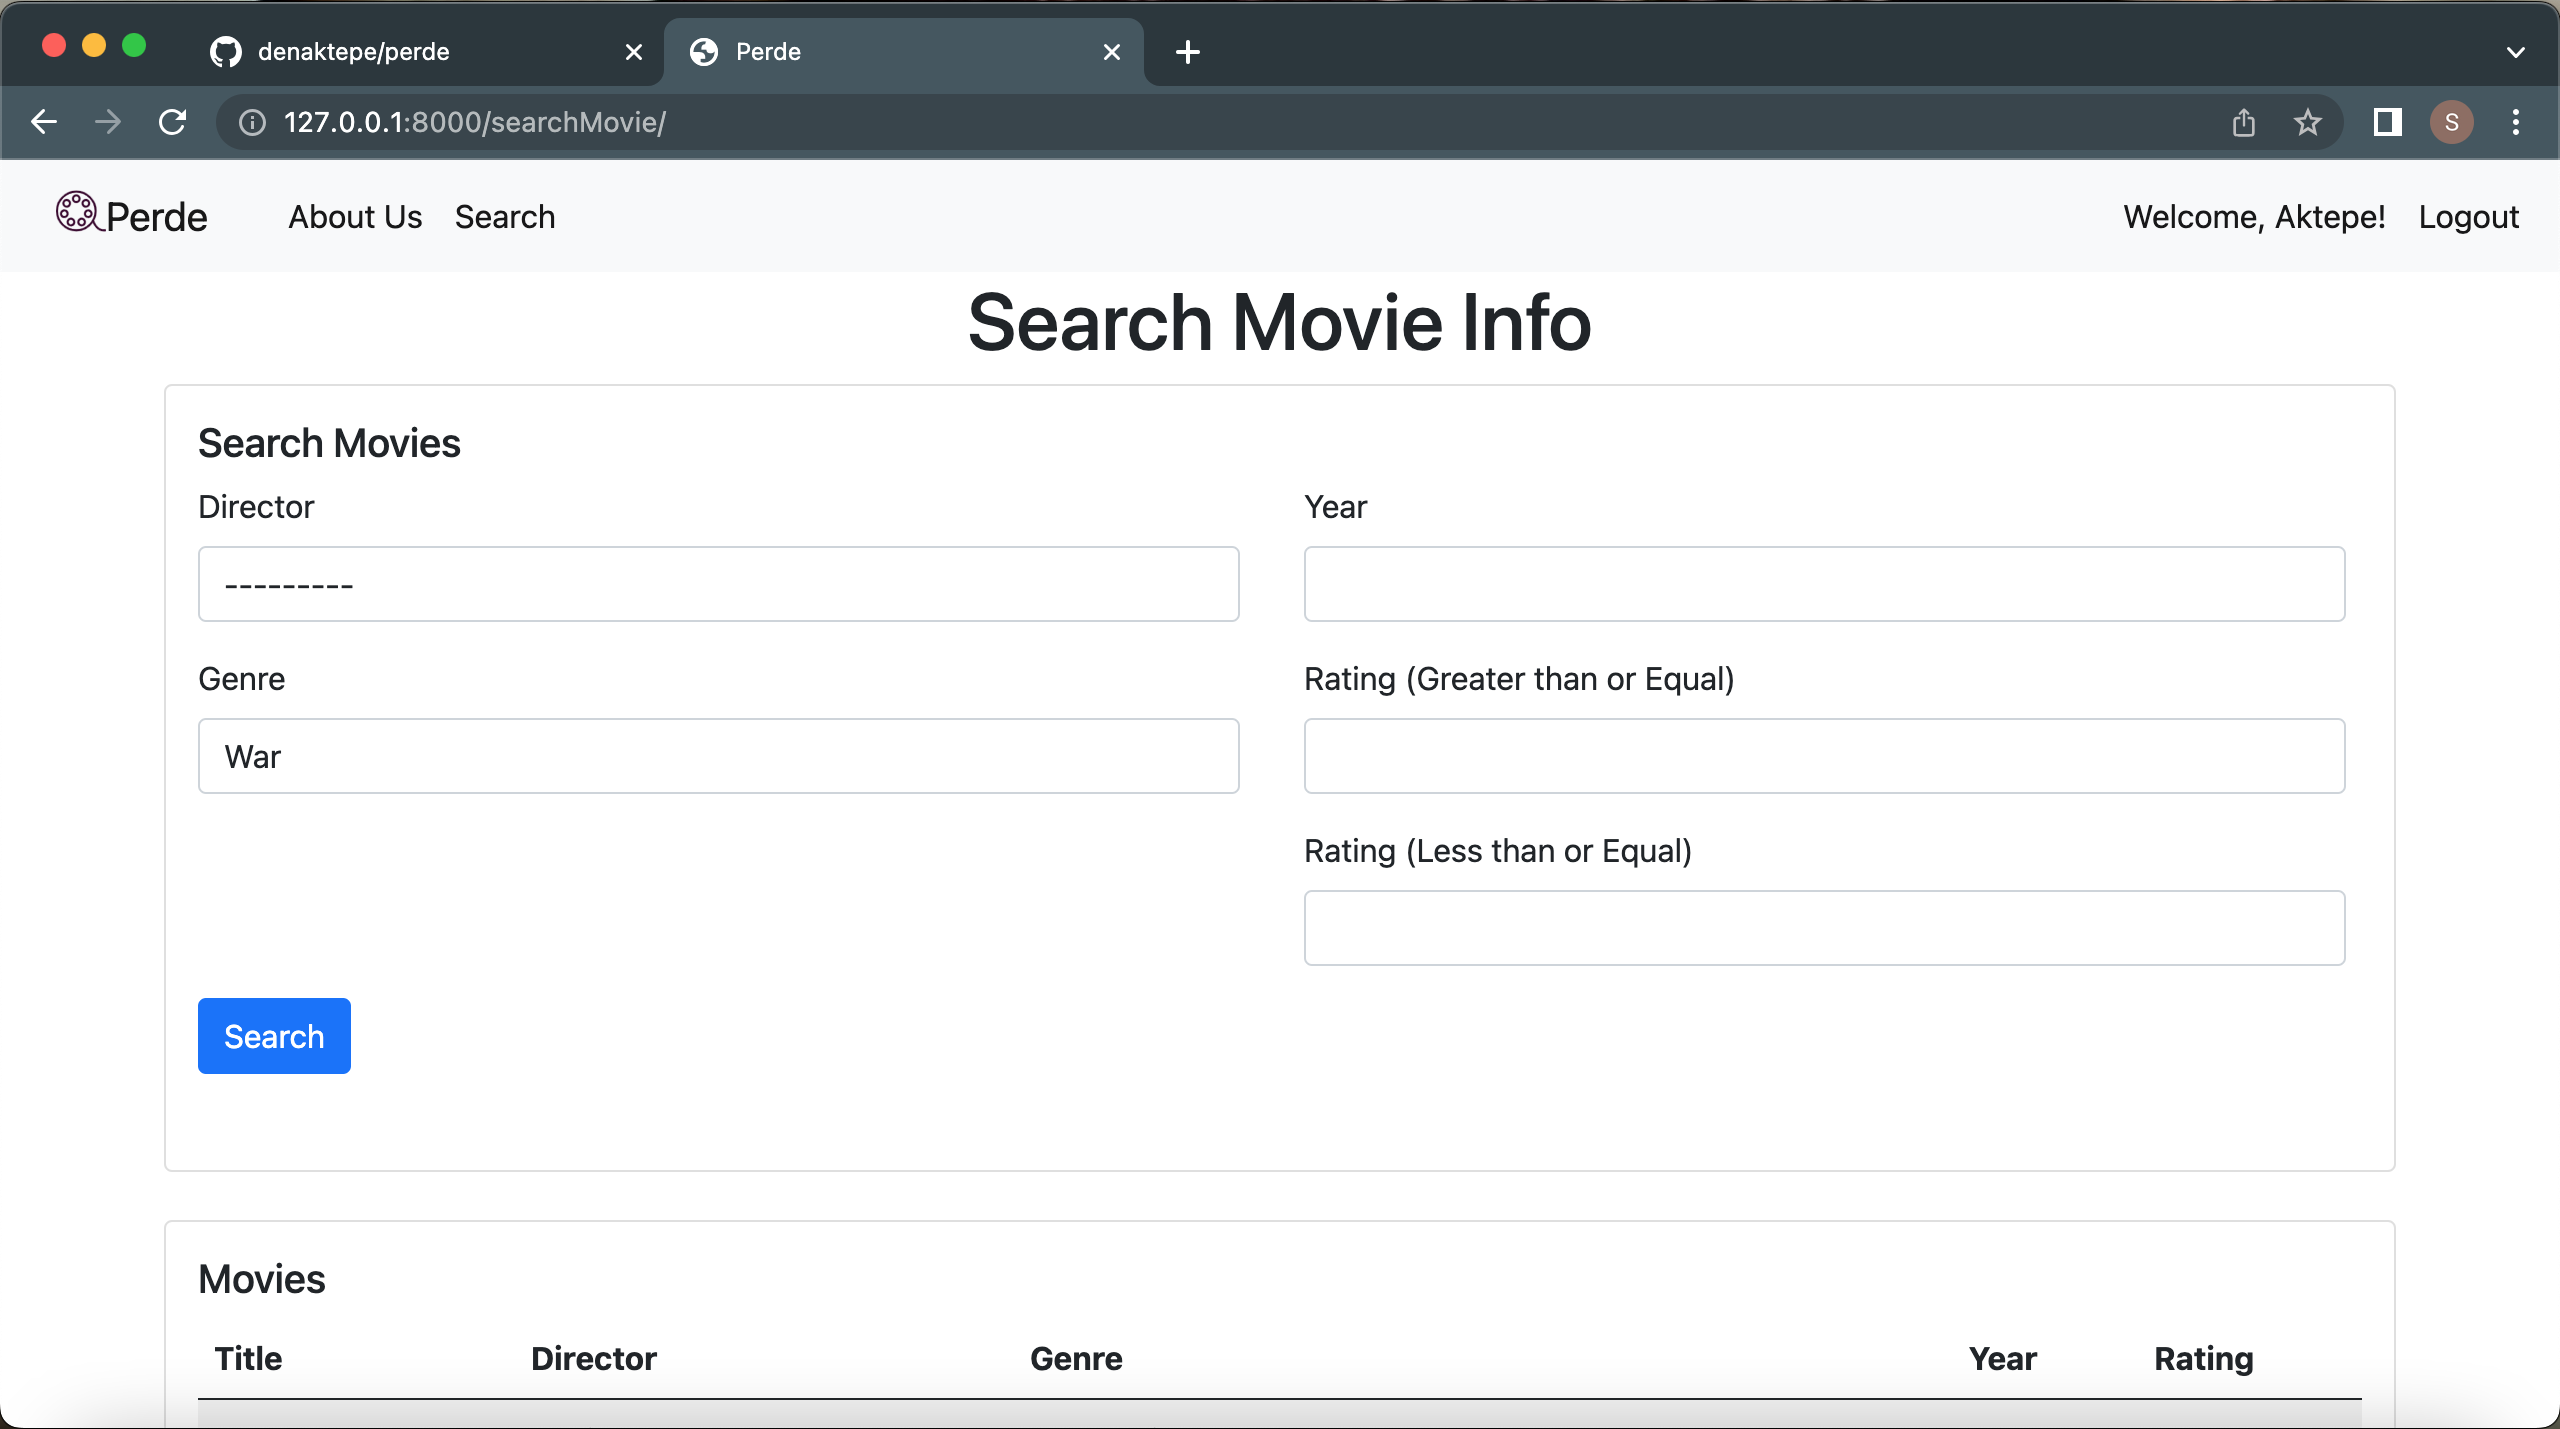 denaktepe/perde
Perde
127.0.0.1:8000/searchMovie/
S
Perde
About Us
Search
Welcome, Aktepe!
Logout
Search Movie Info
Search Movies
Director
Year
---------
Genre
Rating (Greater than or Equal)
War
Rating (Less than or Equal)
Search
Movies
Title Director Genre Year Rating